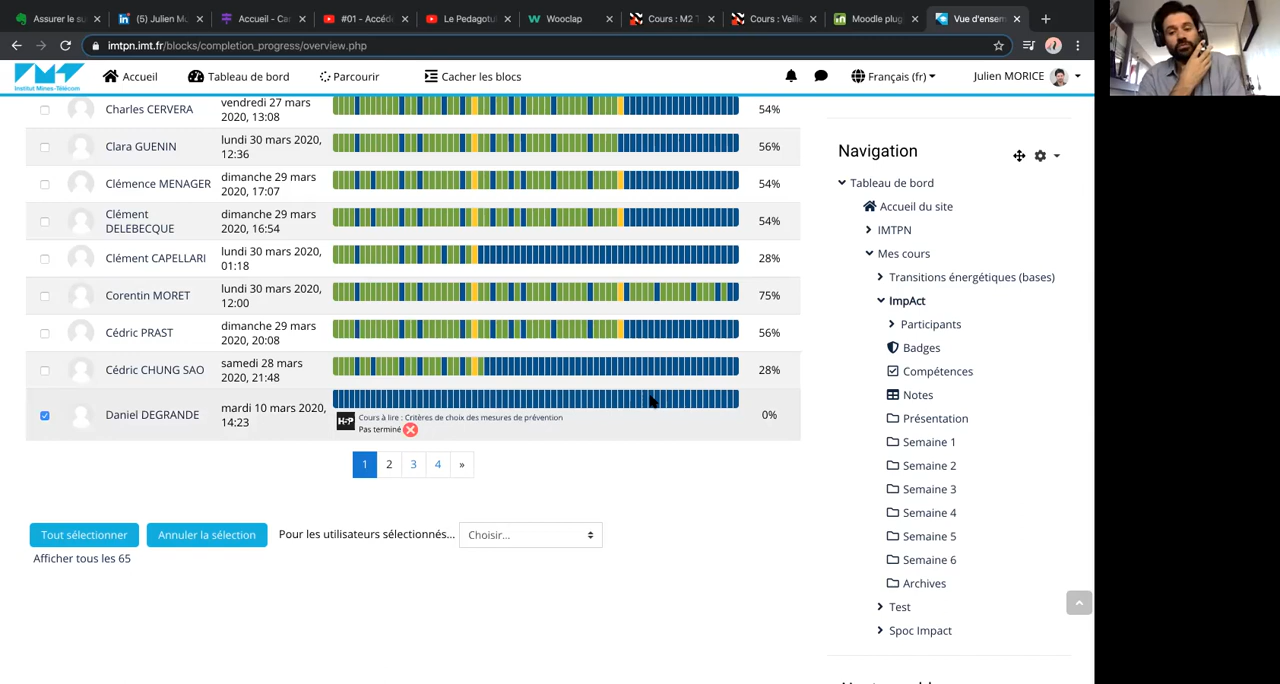 Assurer le su
(5) Julien Mo
Accueil - Car
#01 - Accéde
Le Pedagotu
Wooclap
Cours : M2 T
Cours : Veille
Moodle plug
Vue d'ensem
imtpn.imt.fr/blocks/completion_progress/overview.php
Institut Mines-Télécom
Accueil
Tableau de bord
Parcourir
Cacher les blocs
Français (fr)
Julien MORICE
Charles CERVERA
vendredi 27 mars
2020, 13:08
54%
Clara GUENIN
lundi 30 mars 2020,
12:36
56%
Clémence MENAGER
dimanche 29 mars
2020, 17:07
54%
Clément
DELEBECQUE
dimanche 29 mars
2020, 16:54
54%
Clément CAPELLARI
lundi 30 mars 2020,
01:18
28%
Corentin MORET
lundi 30 mars 2020,
12:00
75%
Cédric PRAST
dimanche 29 mars
2020, 20:08
56%
Cédric CHUNG SAO
samedi 28 mars
2020, 21:48
28%
Daniel DEGRANDE
mardi 10 mars 2020,
14:23
H-P
Cours à lire : Critères de choix des mesures de prévention
Pas terminé
0%
1 2 3 4 »
Tout sélectionner
Annuler la sélection
Pour les utilisateurs sélectionnés...
Choisir...
Afficher tous les 65
Navigation
Tableau de bord
Accueil du site
IMTPN
Mes cours
Transitions énergétiques (bases)
ImpAct
Participants
Badges
Compétences
Notes
Présentation
Semaine 1
Semaine 2
Semaine 3
Semaine 4
Semaine 5
Semaine 6
Archives
Test
Spoc Impact